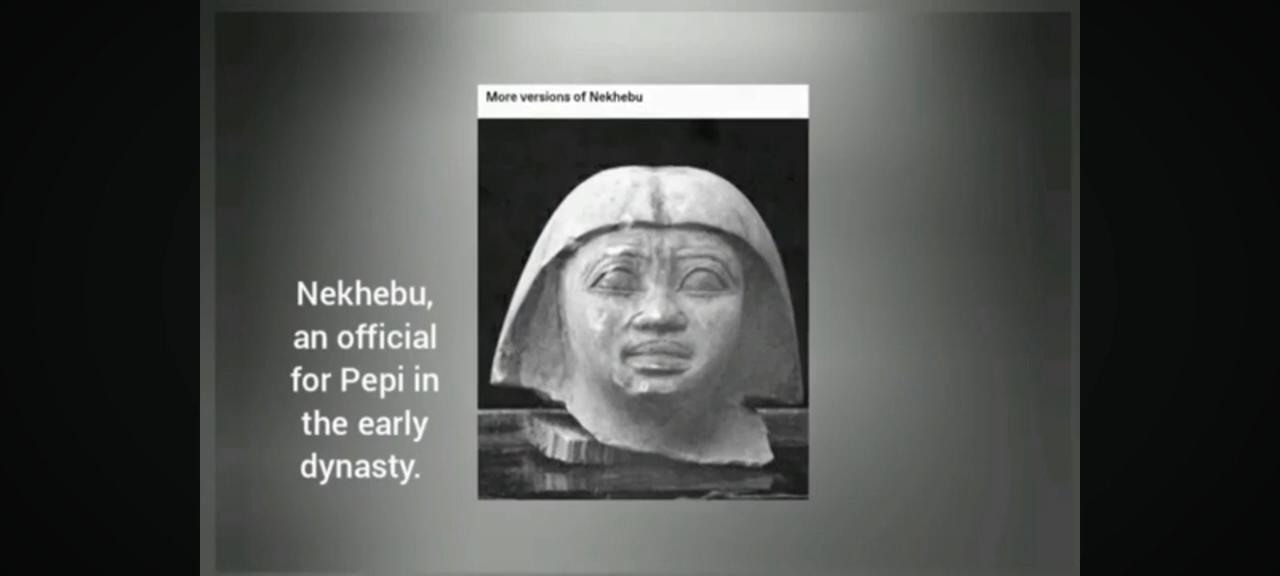 More versions of Nekhebu
Nekhebu,
an official
for Pepi in
the early
dynasty.